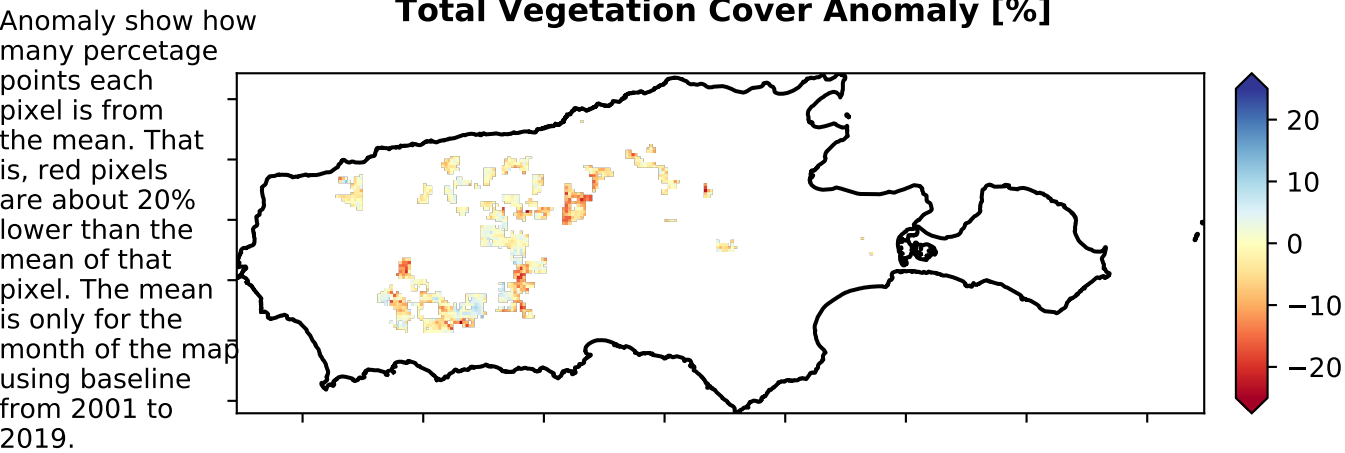 Total Vegetation Cover Anomaly [%]
Anomaly show how
many percetage
points each
pixel is from
the mean. That
is, red pixels
are about 20%
lower than the
mean of that
pixel. The mean
is only for the
month of the map
using baseline
from 2001 to
2019.
20
10
0
−10
−20